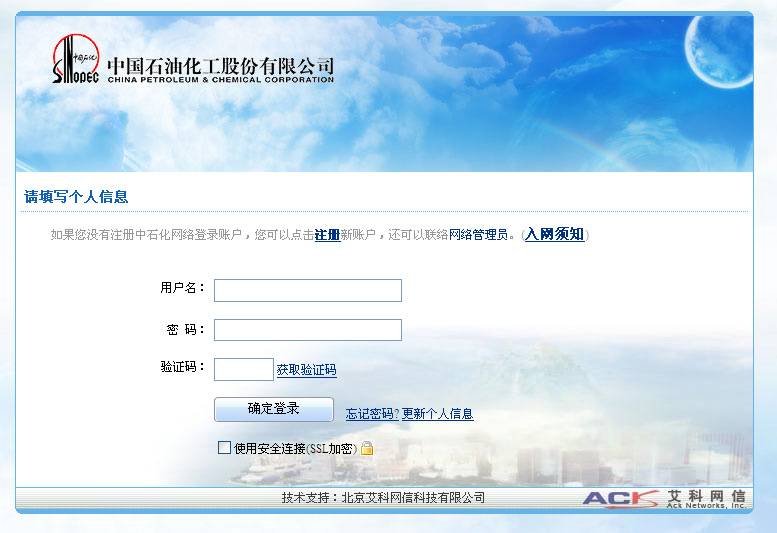 中国石化
SINOPEC
中国石油化工股份有限公司
CHINA PETROLEUM & CHEMICAL CORPORATION
请填写个人信息
如果您没有注册中石化网络登录账户，您可以点击注册新账户，还可以联络网络管理员。(入网须知)
用户名：
密 码：
验证码： 获取验证码
确定登录 忘记密码?更新个人信息
使用安全连接(SSL加密)
技术支持：北京艾科网信科技有限公司
ACK 艾科网信
Ack Networks, Inc.